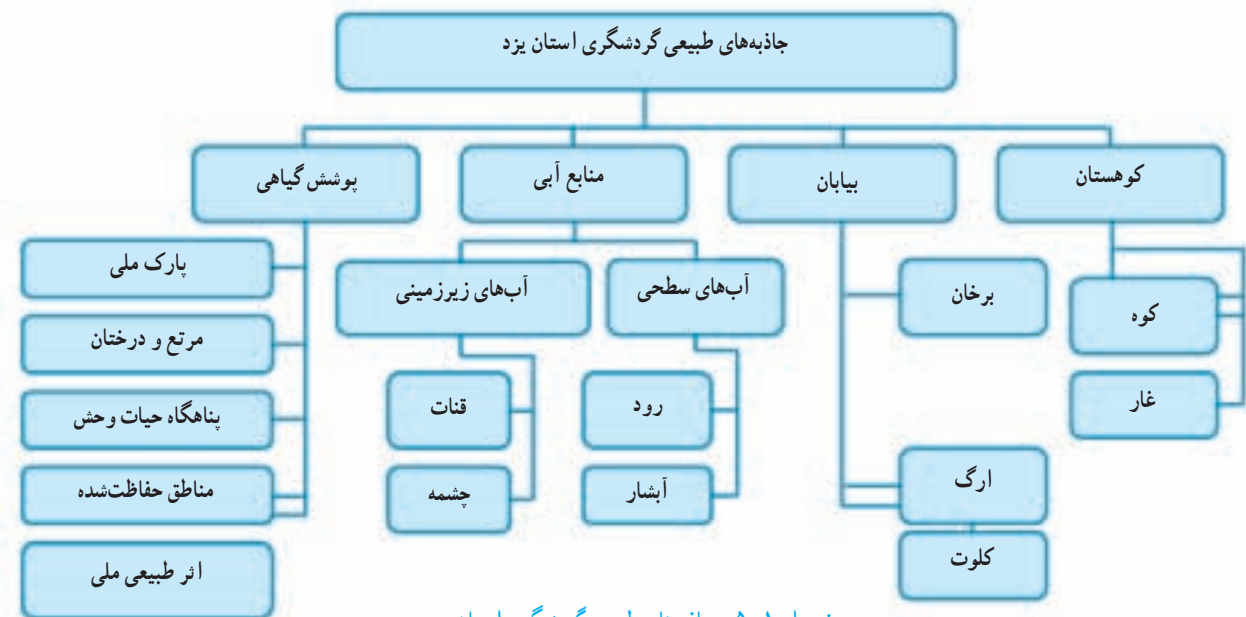 جاذبه‌های طبیعی گردشگری استان یزد
کوهستان
بیابان
منابع آبی
پوشش گیاهی
کوه
غار
برخان
ارگ
کلوت
آب‌های سطحی
آب‌های زیرزمینی
رود
آبشار
قنات
چشمه
پارک ملی
مرتع و درختان
پناهگاه حیات وحش
مناطق حفاظت‌شده
اثر طبیعی ملی